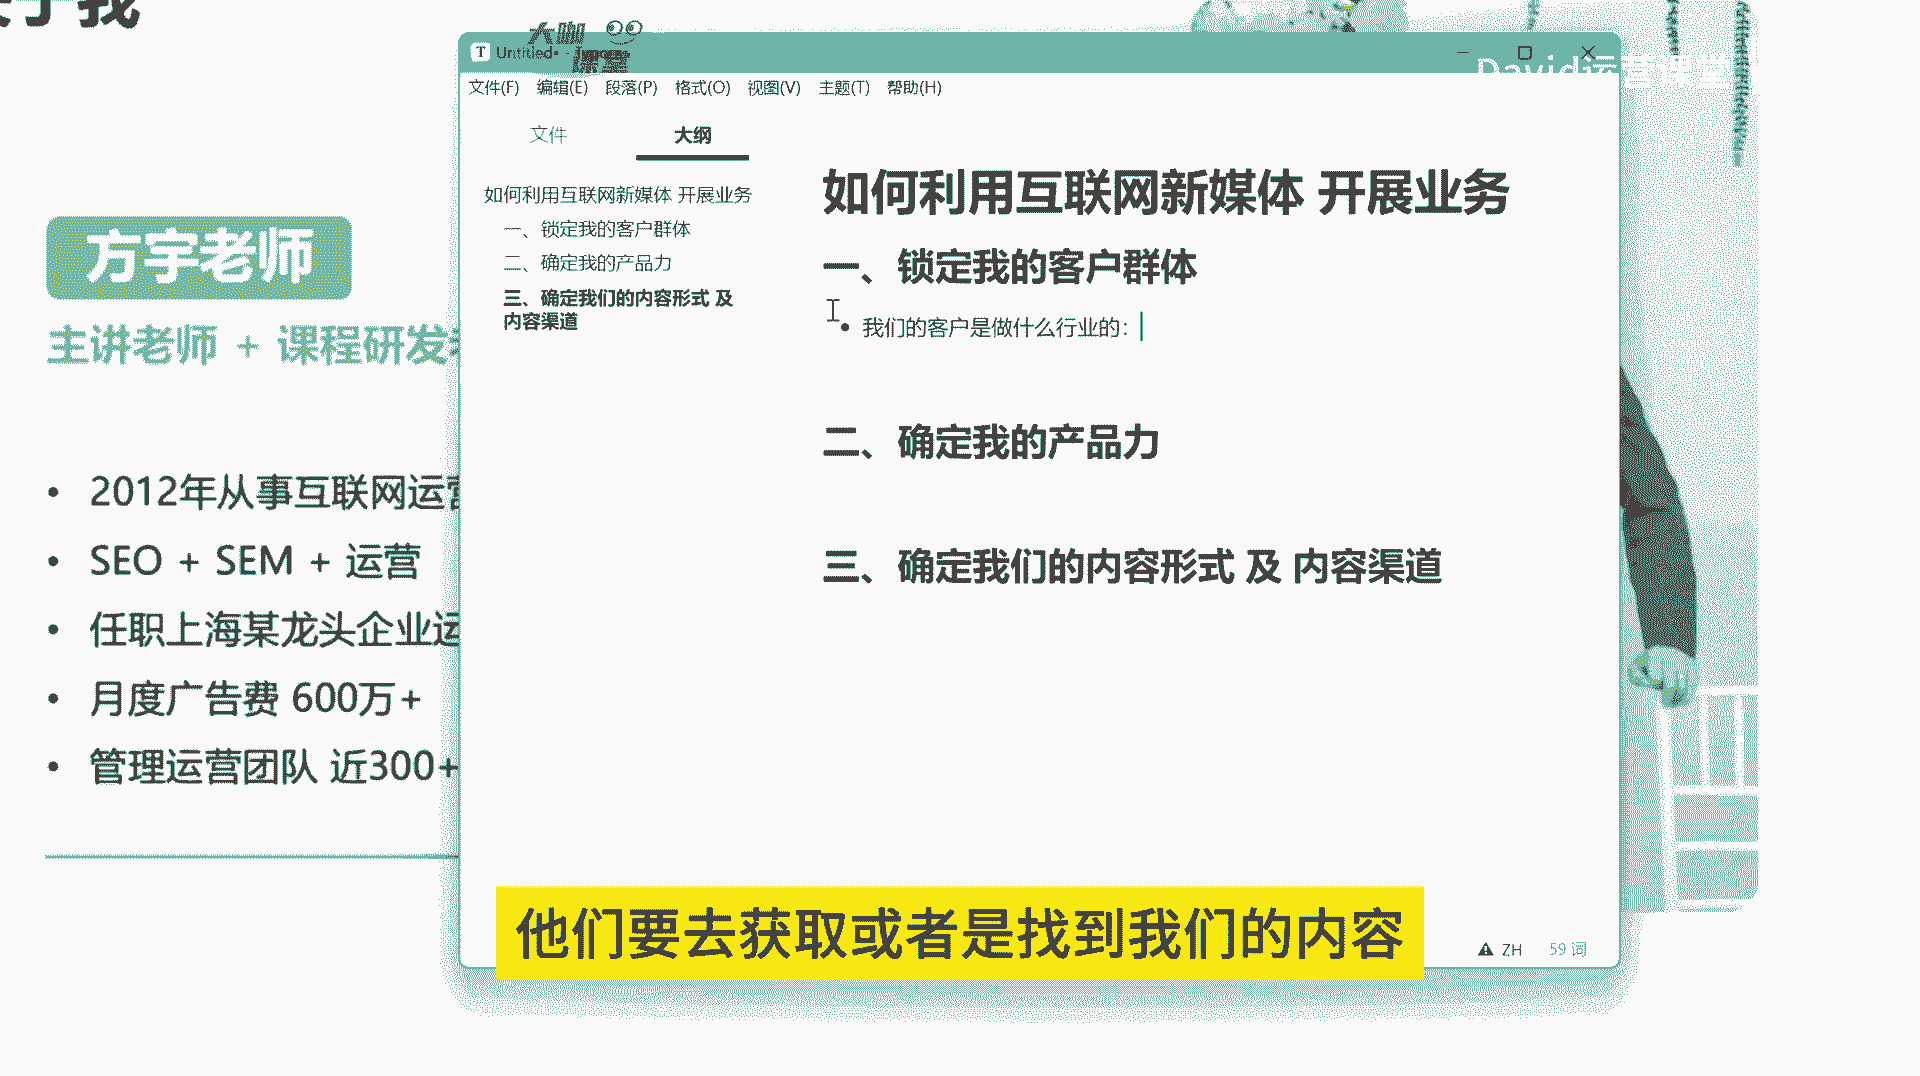 于我
大咖
课堂
Untitled• - Typora
David运营课堂
文件(F) 编辑(E) 段落(P) 格式(O) 视图(V) 主题(T) 帮助(H)
文件 大纲
如何利用互联网新媒体 开展业务
一、锁定我的客户群体
二、确定我的产品力
三、确定我们的内容形式 及
内容渠道
如何利用互联网新媒体 开展业务
一、锁定我的客户群体
• 我们的客户是做什么行业的：
二、确定我的产品力
三、确定我们的内容形式 及 内容渠道
方宇老师
主讲老师 + 课程研发
• 2012年从事互联网运营
• SEO + SEM + 运营
• 任职上海某龙头企业运
• 月度广告费 600万+
• 管理运营团队 近300+
他们要去获取或者是找到我们的内容
ZH 59 词